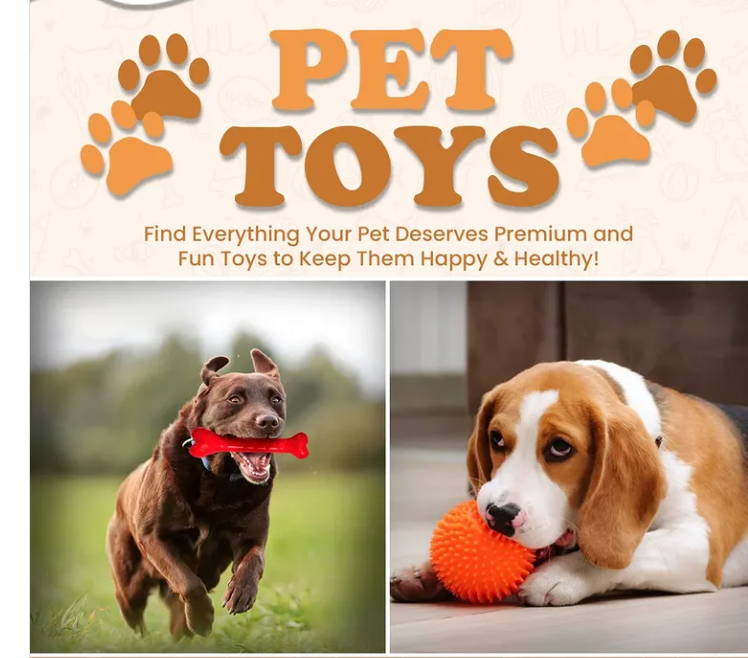 PET
TOYS
Find Everything Your Pet Deserves Premium and
Fun Toys to Keep Them Happy & Healthy!